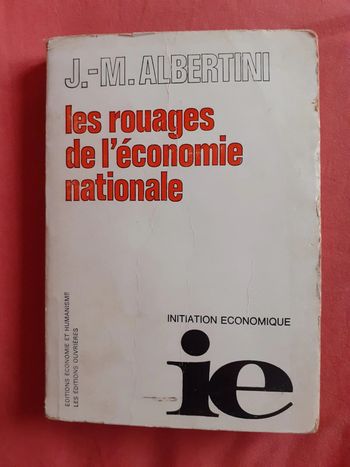 J.-M. ALBERTINI
les rouages
de l'économie
nationale
INITIATION ECONOMIQUE
ie
EDITIONS ECONOMIE ET HUMANISME
LES EDITIONS OUVRIERES